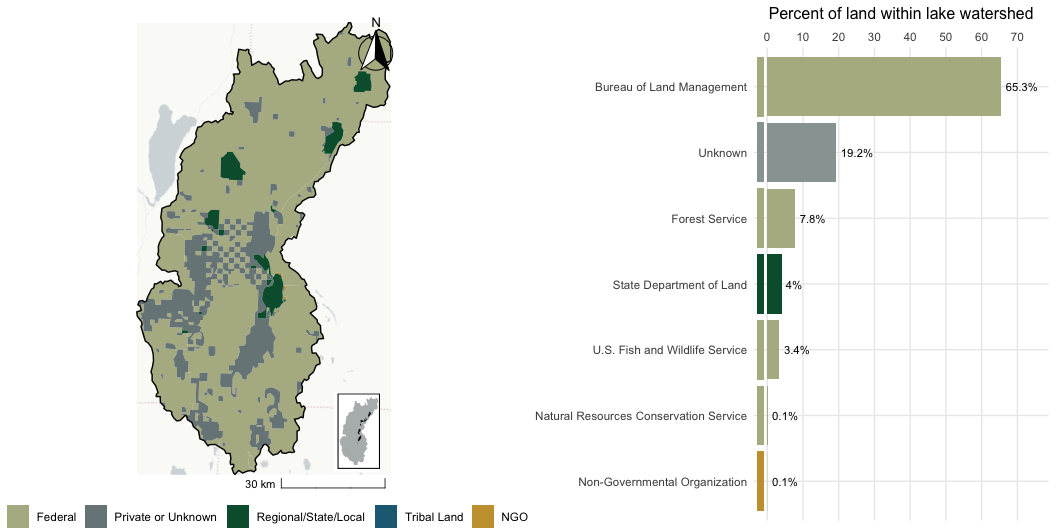 N
30 km
Federal
Private or Unknown
Regional/State/Local
Tribal Land
NGO
Percent of land within lake watershed
0 10 20 30 40 50 60 70
Bureau of Land Management 65.3%
Unknown 19.2%
Forest Service 7.8%
State Department of Land 4%
U.S. Fish and Wildlife Service 3.4%
Natural Resources Conservation Service 0.1%
Non-Governmental Organization 0.1%